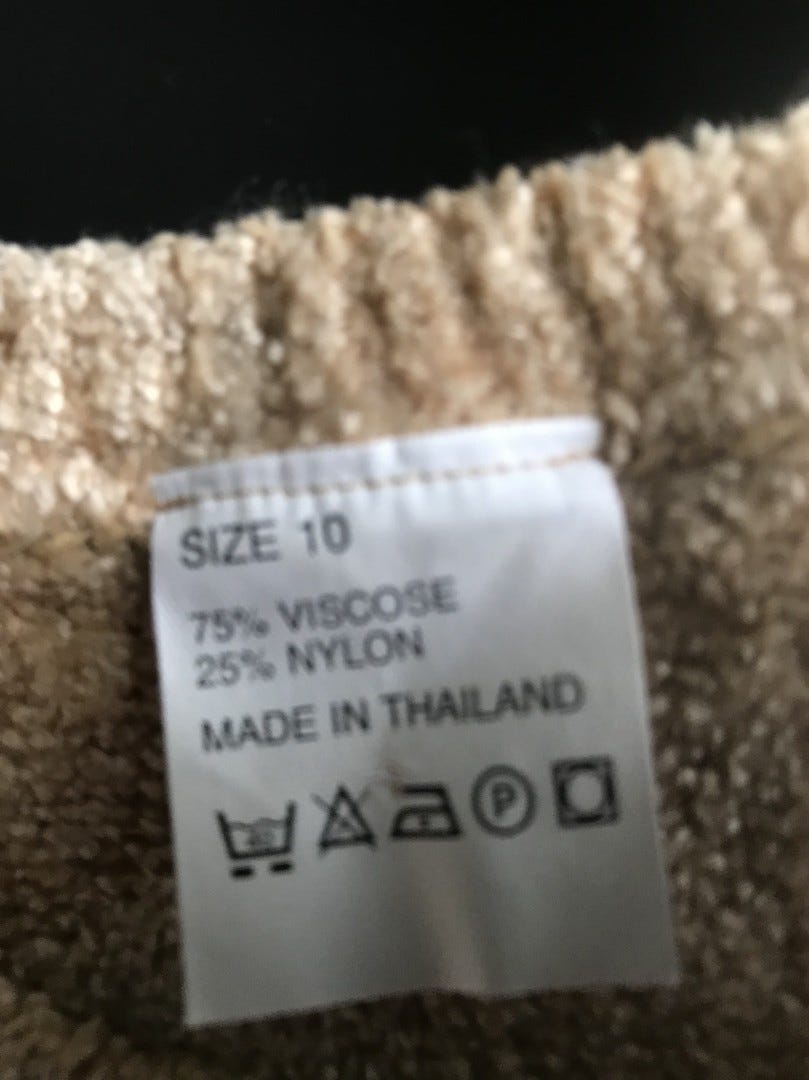 SIZE 10
75% VISCOSE
25% NYLON
MADE IN THAILAND
P